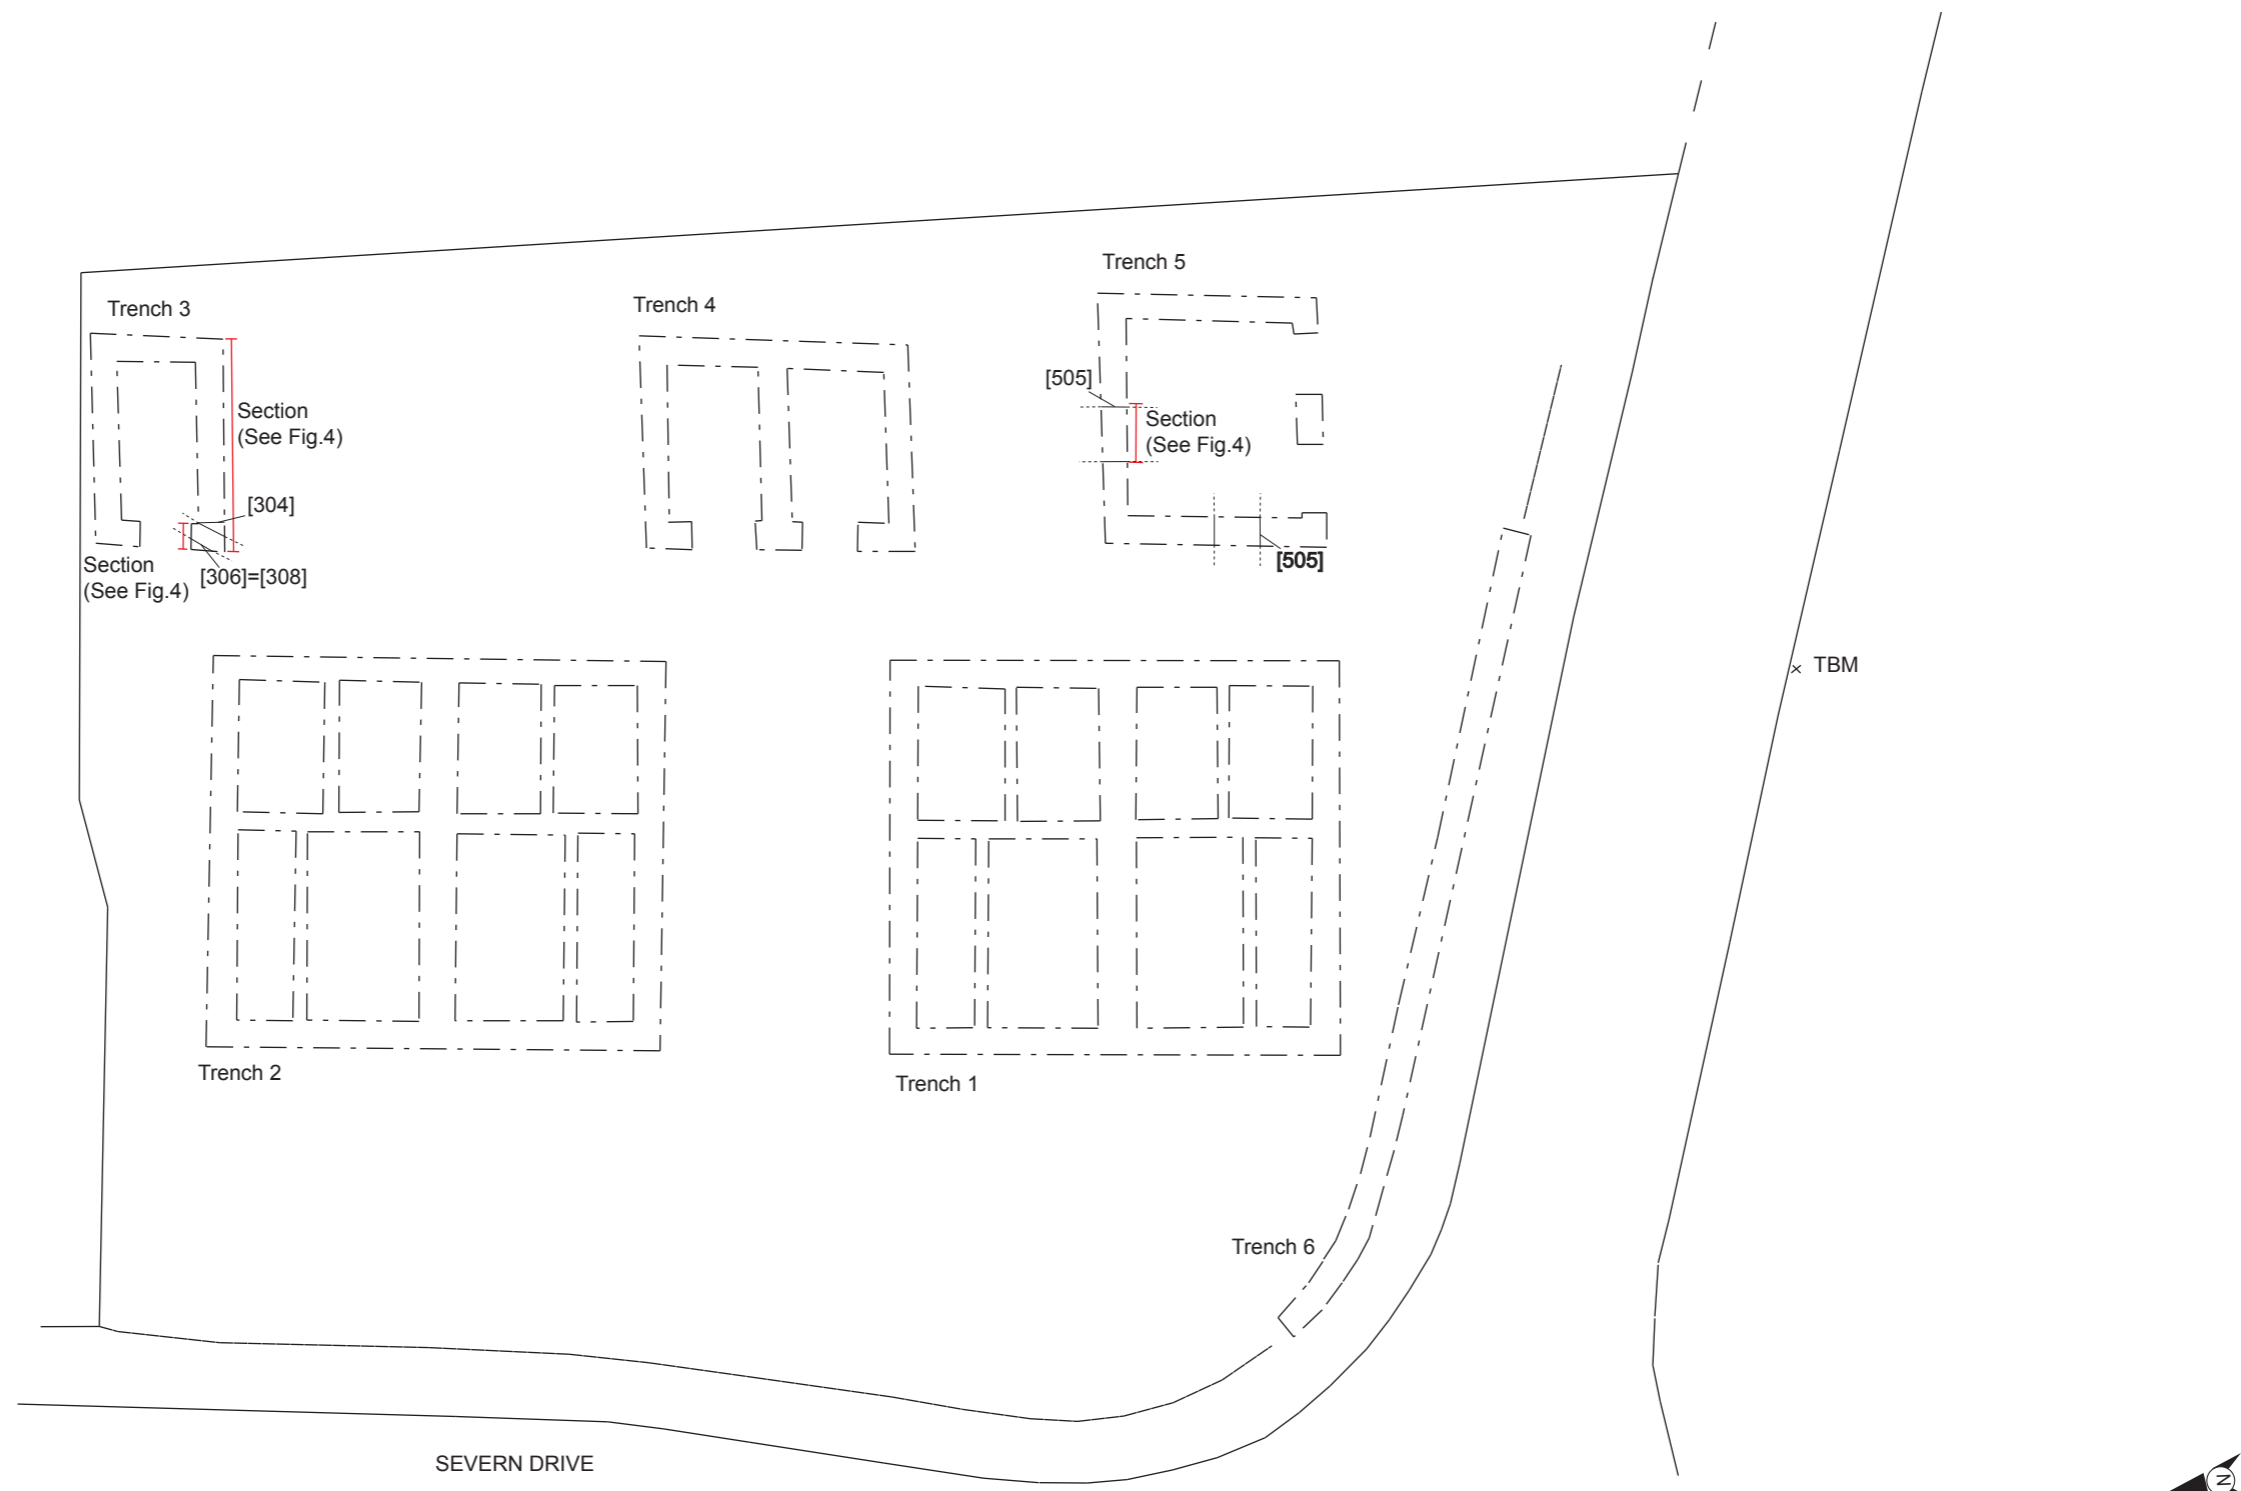 Trench 5
Trench 3
Trench 4
[505]
Section
(See Fig.4)
Section
(See Fig.4)
[304]
[505]
Section
(See Fig.4)
[306]=[308]
TBM
Trench 2
Trench 1
Trench 6
SEVERN DRIVE
N